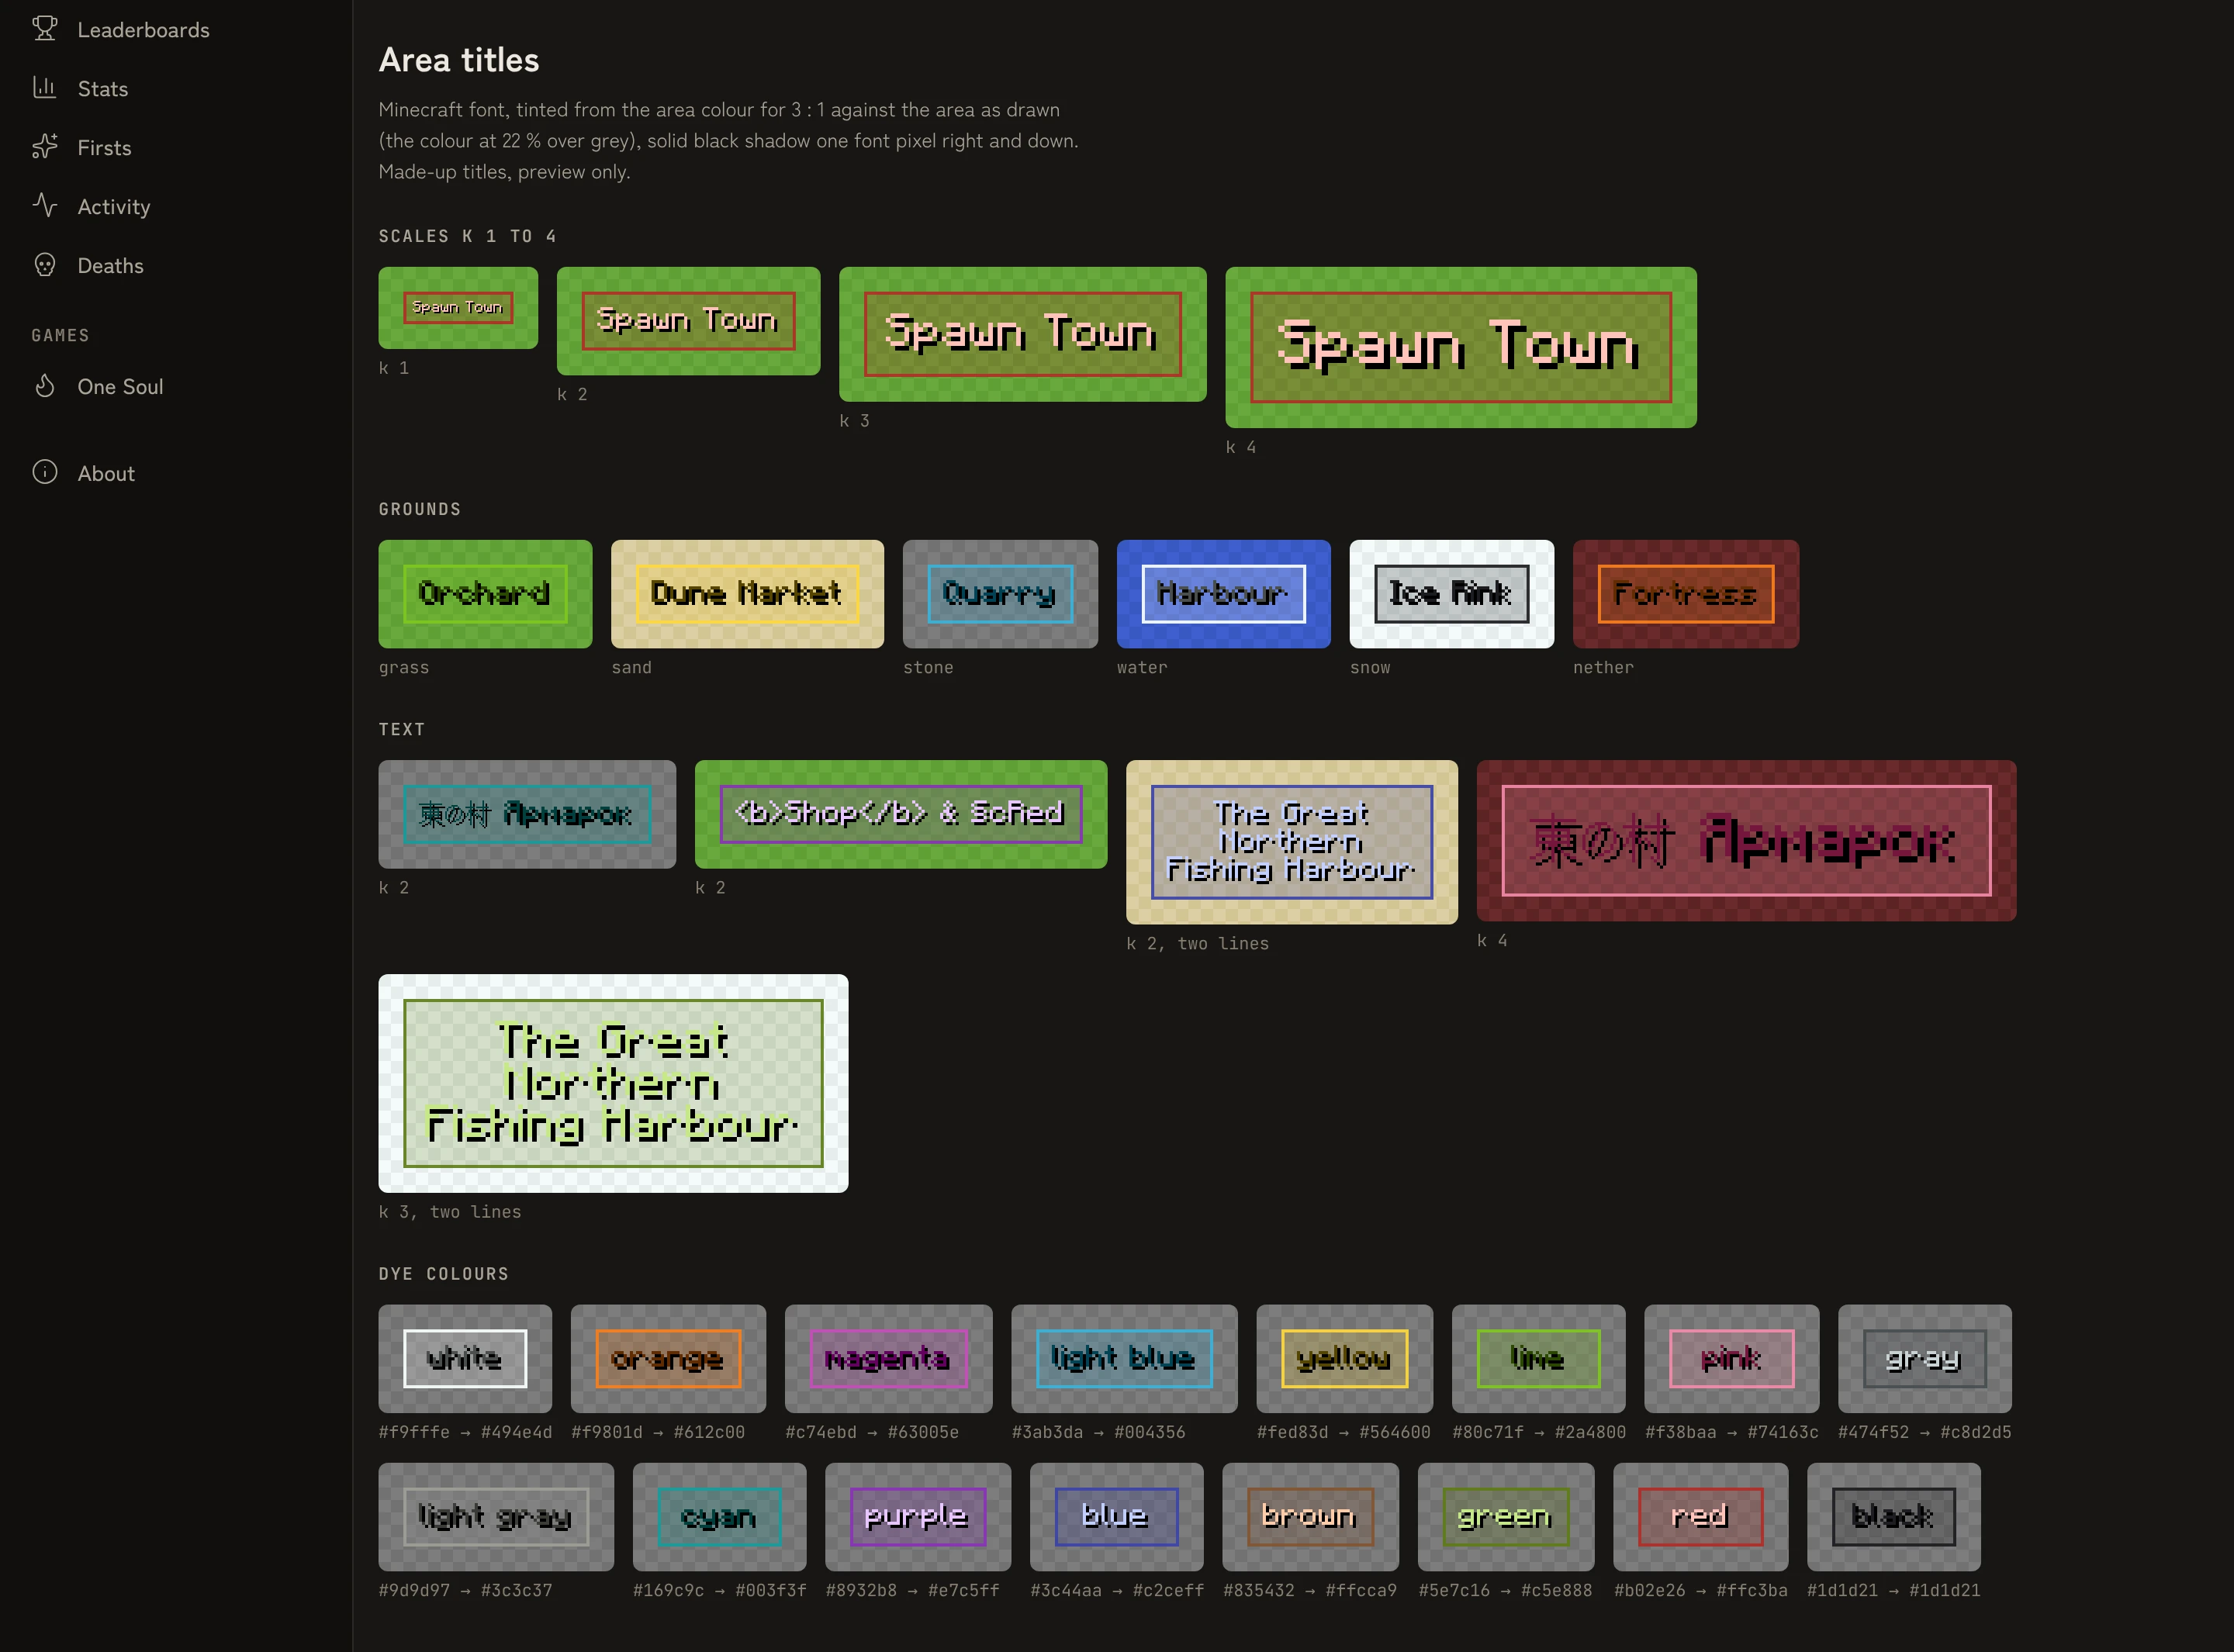 Leaderboards
Stats
Firsts
Activity
Deaths
GAMES
One Soul
About
Area titles
Minecraft font, tinted from the area colour for 3 : 1 against the area as drawn
(the colour at 22 % over grey), solid black shadow one font pixel right and down.
Made-up titles, preview only.
SCALES K 1 TO 4
Spawn Town
k 1
Spawn Town
k 2
Spawn Town
k 3
Spawn Town
k 4
GROUNDS
Orchard
grass
Dune Market
sand
Quarry
stone
Harbour
water
Ice Rink
snow
Fortress
nether
TEXT
東の村
k 2
<b>Shop</b> &
k 2
The Great
Northern
Fishing Harbour
k 2, two lines
東の村
k 4
The Great
Northern
Fishing Harbour
k 3, two lines
DYE COLOURS
white
#f9fffe → #494e4d
orange
#f9801d → #612c00
magenta
#c74ebd → #63005e
light blue
#3ab3da → #004356
yellow
#fed83d → #564600
lime
#80c71f → #2a4800
pink
#f38baa → #74163c
gray
#474f52 → #c8d2d5
light gray
#9d9d97 → #3c3c37
cyan
#169c9c → #003f3f
purple
#8932b8 → #e7c5ff
blue
#3c44aa → #c2ceff
brown
#835432 → #ffcca9
green
#5e7c16 → #c5e888
red
#b02e26 → #ffc3ba
black
#1d1d21 → #1d1d21